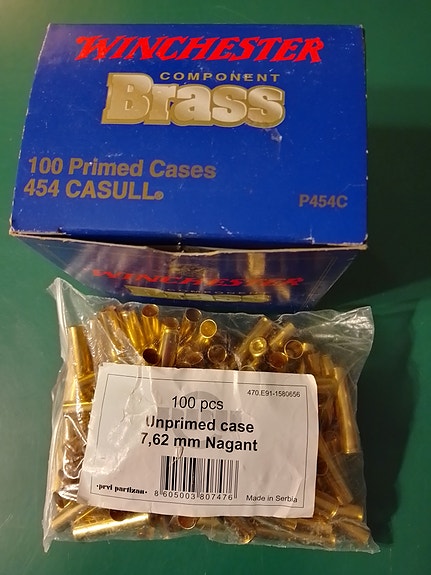 WINCHESTER
COMPONENT
Brass
100 Primed Cases
454 CASULL®
P454C
WINCHESTER
470.E91-1580656
100 pcs
Unprimed case
7,62 mm Nagant
·prvi partizan·
8 605003 807476
Made in Serbia